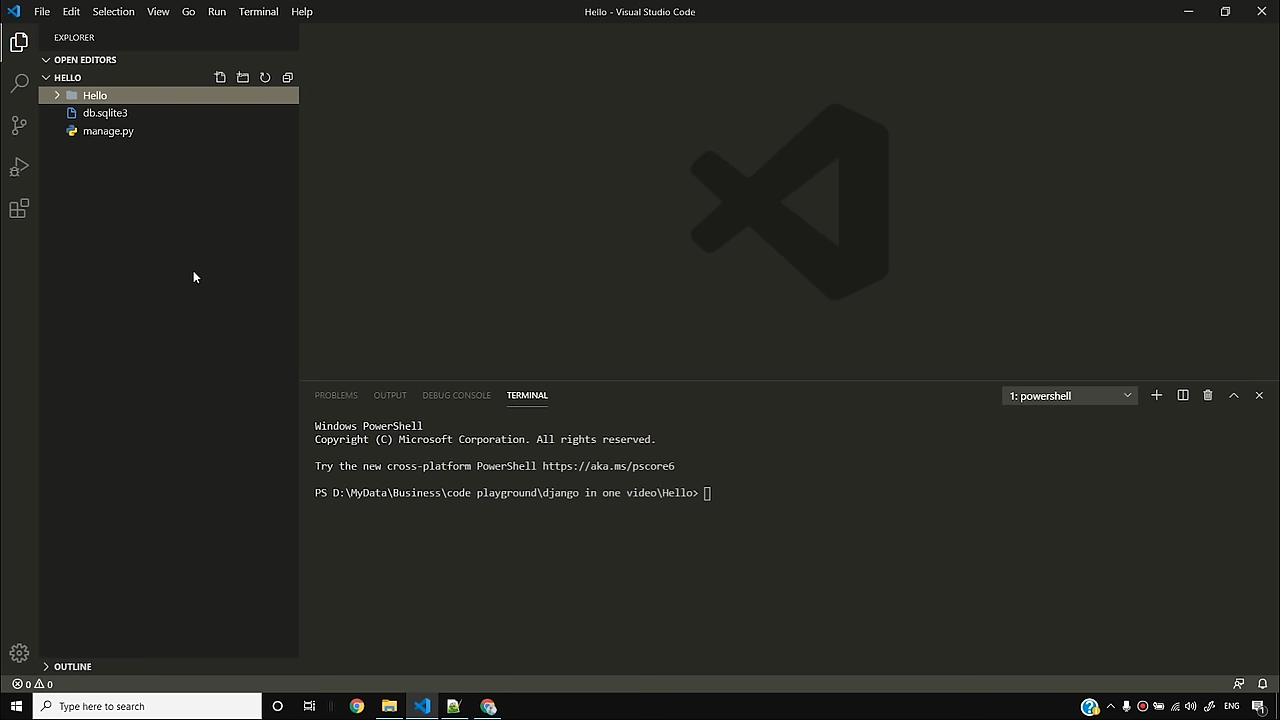 File Edit Selection View Go Run Terminal Help
Hello - Visual Studio Code
EXPLORER
OPEN EDITORS
HELLO
Hello
db.sqlite3
manage.py
PROBLEMS OUTPUT DEBUG CONSOLE TERMINAL
1: powershell
Windows PowerShell
Copyright (C) Microsoft Corporation. All rights reserved.
Try the new cross-platform PowerShell https://aka.ms/pscore6
PS D:\MyData\Business\code playground\django in one video\Hello>
OUTLINE
0 0
Type here to search
ENG